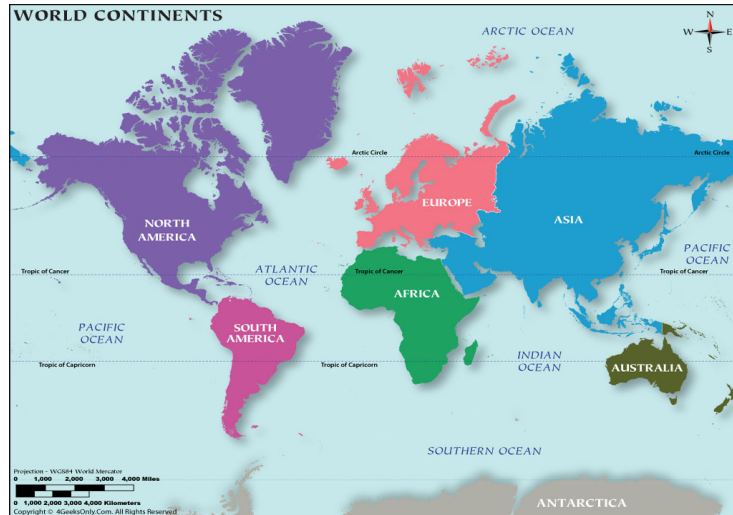 WORLD CONTINENTS
ARCTIC OCEAN
N
W E
S
Arctic Circle
Arctic Circle
EUROPE
NORTH
AMERICA
ASIA
PACIFIC
OCEAN
ATLANTIC
OCEAN
Tropic of Cancer
Tropic of Cancer
Tropic of Cancer
AFRICA
PACIFIC
OCEAN
SOUTH
AMERICA
INDIAN
OCEAN
Tropic of Capricorn
Tropic of Capricorn
AUSTRALIA
SOUTHERN OCEAN
Projection - WGS84 World Mercator
0 1,000 2,000 3,000 4,000 Miles
0 1,000 2,000 3,000 4,000 Kilometers
Copyright © 4GeeksOnly.Com. All Rights Reserved
ANTARCTICA